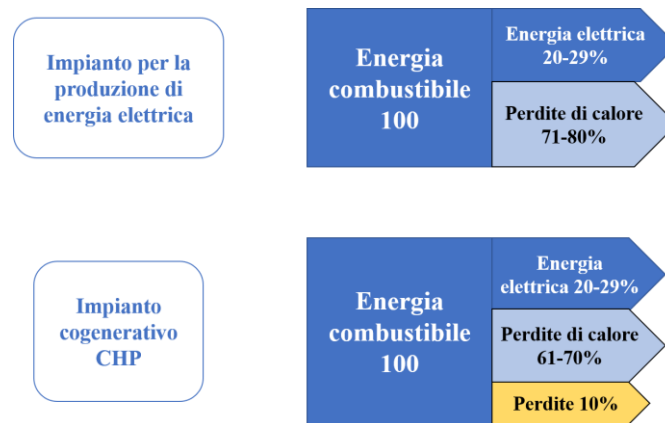 Impianto per la
produzione di
energia elettrica
Energia
combustibile
100
Energia elettrica
20-29%
Perdite di calore
71-80%
Impianto
cogenerativo
CHP
Energia
combustibile
100
Energia
elettrica 20-29%
Perdite di calore
61-70%
Perdite 10%